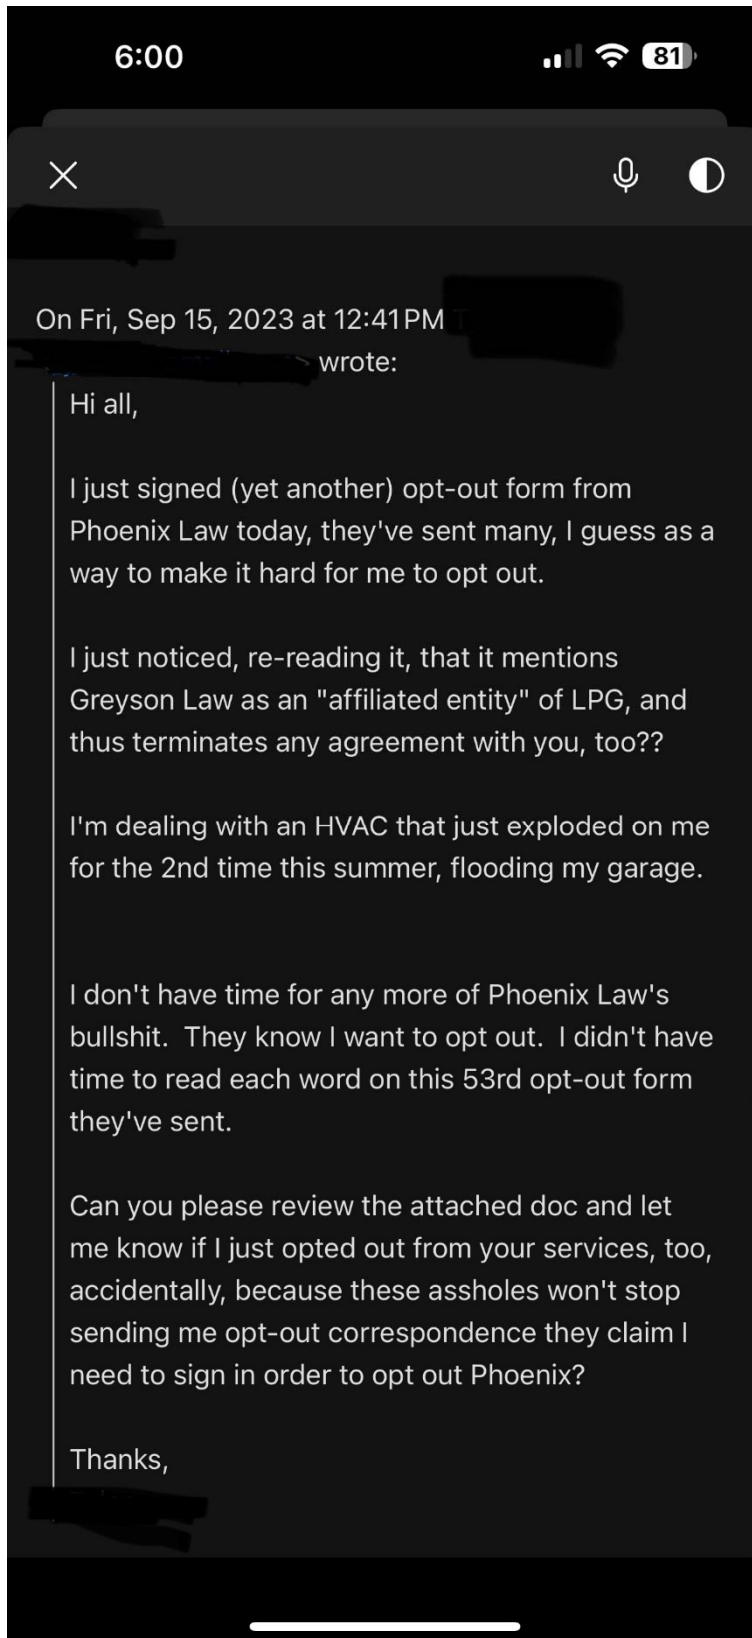 6:00
81
On Fri, Sep 15, 2023 at 12:41 PM
wrote:
Hi all,
I just signed (yet another) opt-out form from
Phoenix Law today, they've sent many, I guess as a
way to make it hard for me to opt out.
I just noticed, re-reading it, that it mentions
Greyson Law as an "affiliated entity" of LPG, and
thus terminates any agreement with you, too??
I'm dealing with an HVAC that just exploded on me
for the 2nd time this summer, flooding my garage.
I don't have time for any more of Phoenix Law's
bullshit.  They know I want to opt out.  I didn't have
time to read each word on this 53rd opt-out form
they've sent.
Can you please review the attached doc and let
me know if I just opted out from your services, too,
accidentally, because these assholes won't stop
sending me opt-out correspondence they claim I
need to sign in order to opt out Phoenix?
Thanks,